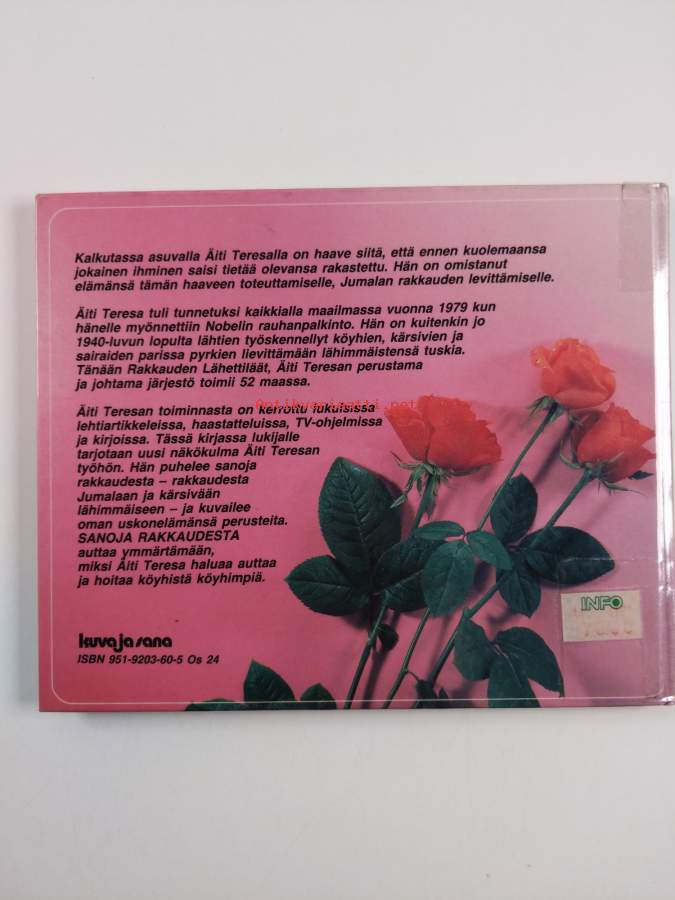 Kalkutassa asuvalla Äiti Teresalla on haave siitä, että ennen kuolemaansa
jokainen ihminen saisi tietää olevansa rakastettu. Hän on omistanut
elämänsä tämän haaveen toteuttamiselle, Jumalan rakkauden levittämiselle.
Äiti Teresa tuli tunnetuksi kaikkialla maailmassa vuonna 1979 kun
hänelle myönnettiin Nobelin rauhanpalkinto. Hän on kuitenkin jo
1940-luvun lopulta lähtien työskennellyt köyhien, kärsivien ja
sairaiden parissa pyrkien lievittämään lähimmäistensä tuskia.
Tänään Rakkauden Lähettiläät, Äiti Teresan perustama
ja johtama järjestö toimii 52 maassa.
Antikvariaatti.net
Äiti Teresan toiminnasta on kerrottu lukuisissa
lehtiartikkeleissa, haastatteluissa, TV-ohjelmissa
ja kirjoissa. Tässä kirjassa lukijalle
tarjotaan uusi näkökulma Äiti Teresan
työhön. Hän puhelee sanoja
rakkaudesta – rakkaudesta
Jumalaan ja kärsivään
lähimmäiseen – ja kuvailee
oman uskonelämänsä perusteita.
SANOJA RAKKAUDESTA
auttaa ymmärtämään,
miksi Äiti Teresa haluaa auttaa
ja hoitaa köyhistä köyhimpiä.
INFO
kuva ja sana
ISBN 951-9203-60-5 Os 24